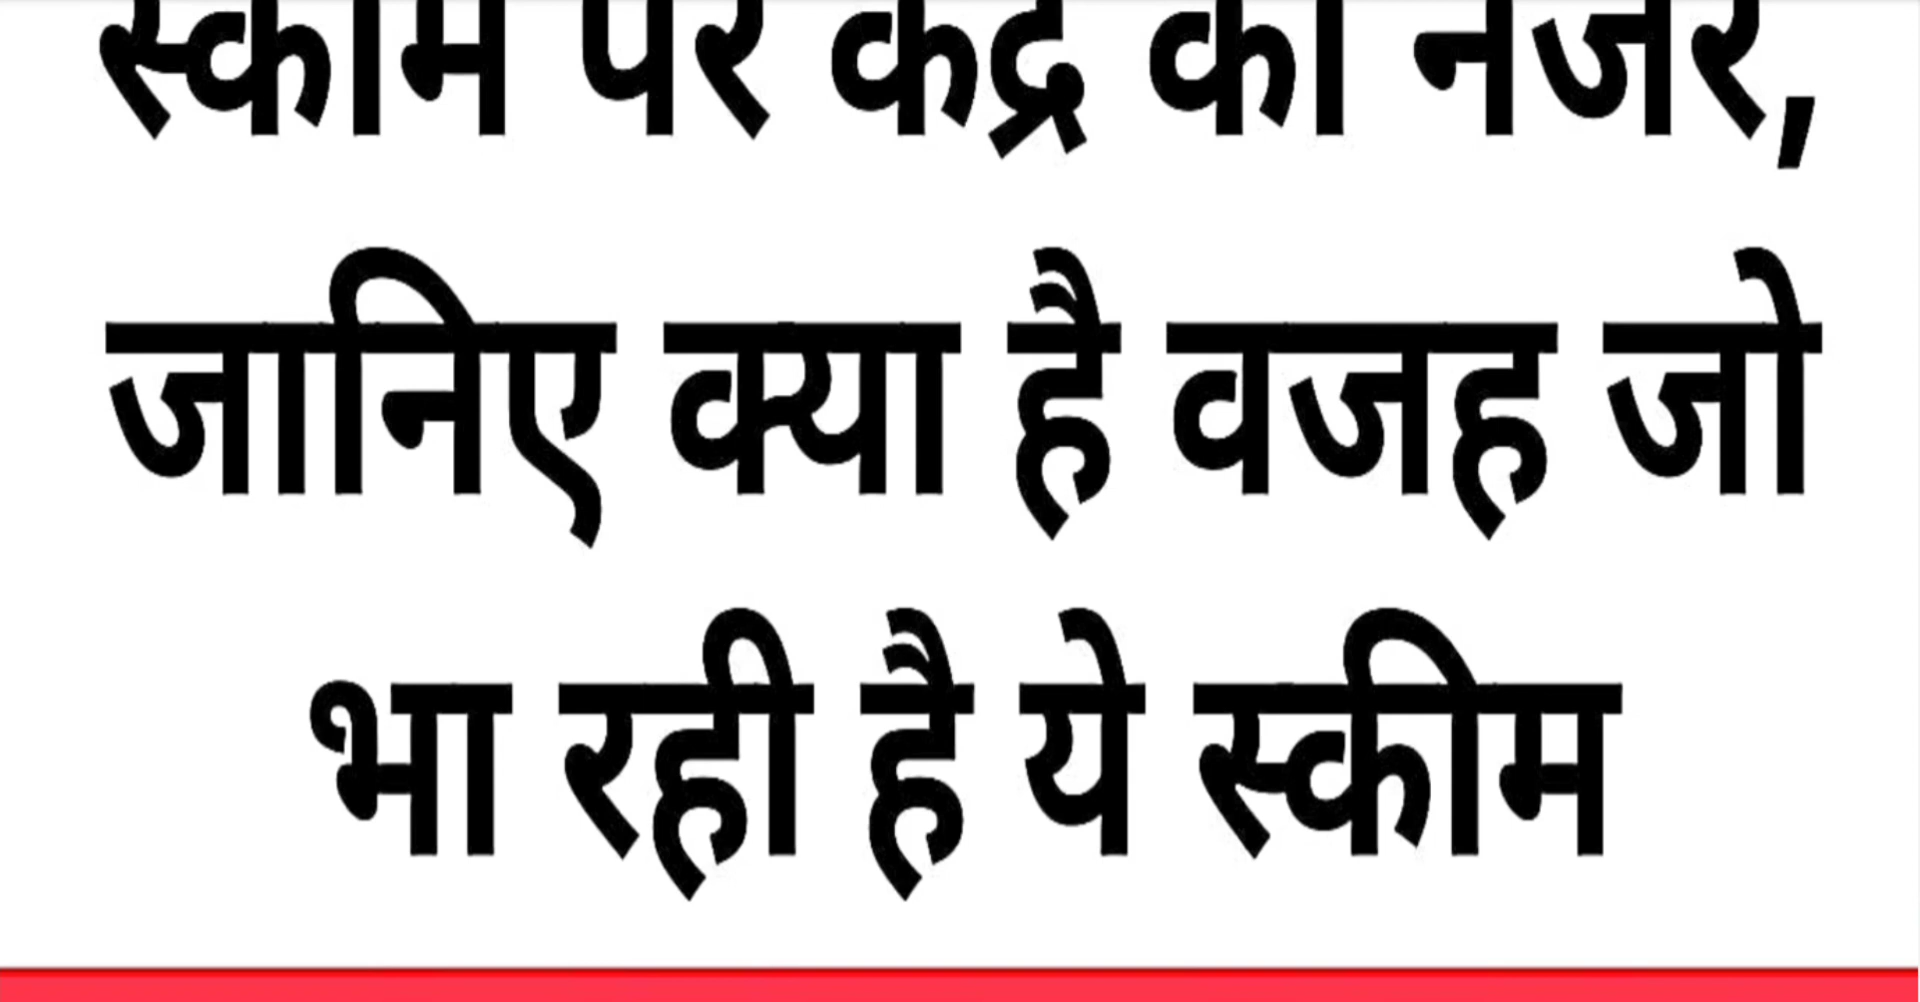 स्कीम पर केंद्र की नजर,
जानिए क्या है वजह जो
भा रही है ये स्कीम